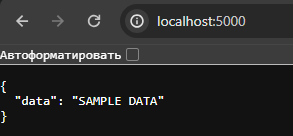 localhost:5000
Автоформатировать
{
  "data": "SAMPLE DATA"
}